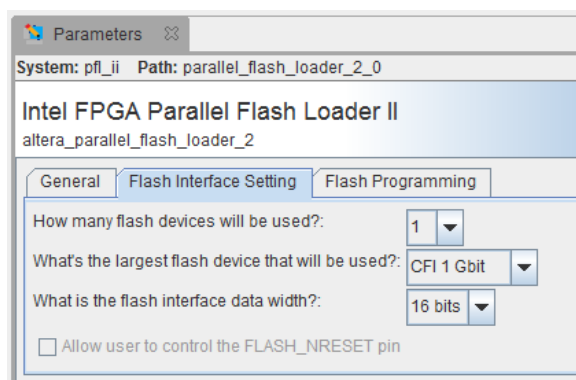 Parameters
System: pfl_ii Path: parallel_flash_loader_2_0
Intel FPGA Parallel Flash Loader II
altera_parallel_flash_loader_2
General Flash Interface Setting Flash Programming
How many flash devices will be used?: 1
What's the largest flash device that will be used?: CFI 1 Gbit
What is the flash interface data width?: 16 bits
Allow user to control the FLASH_NRESET pin